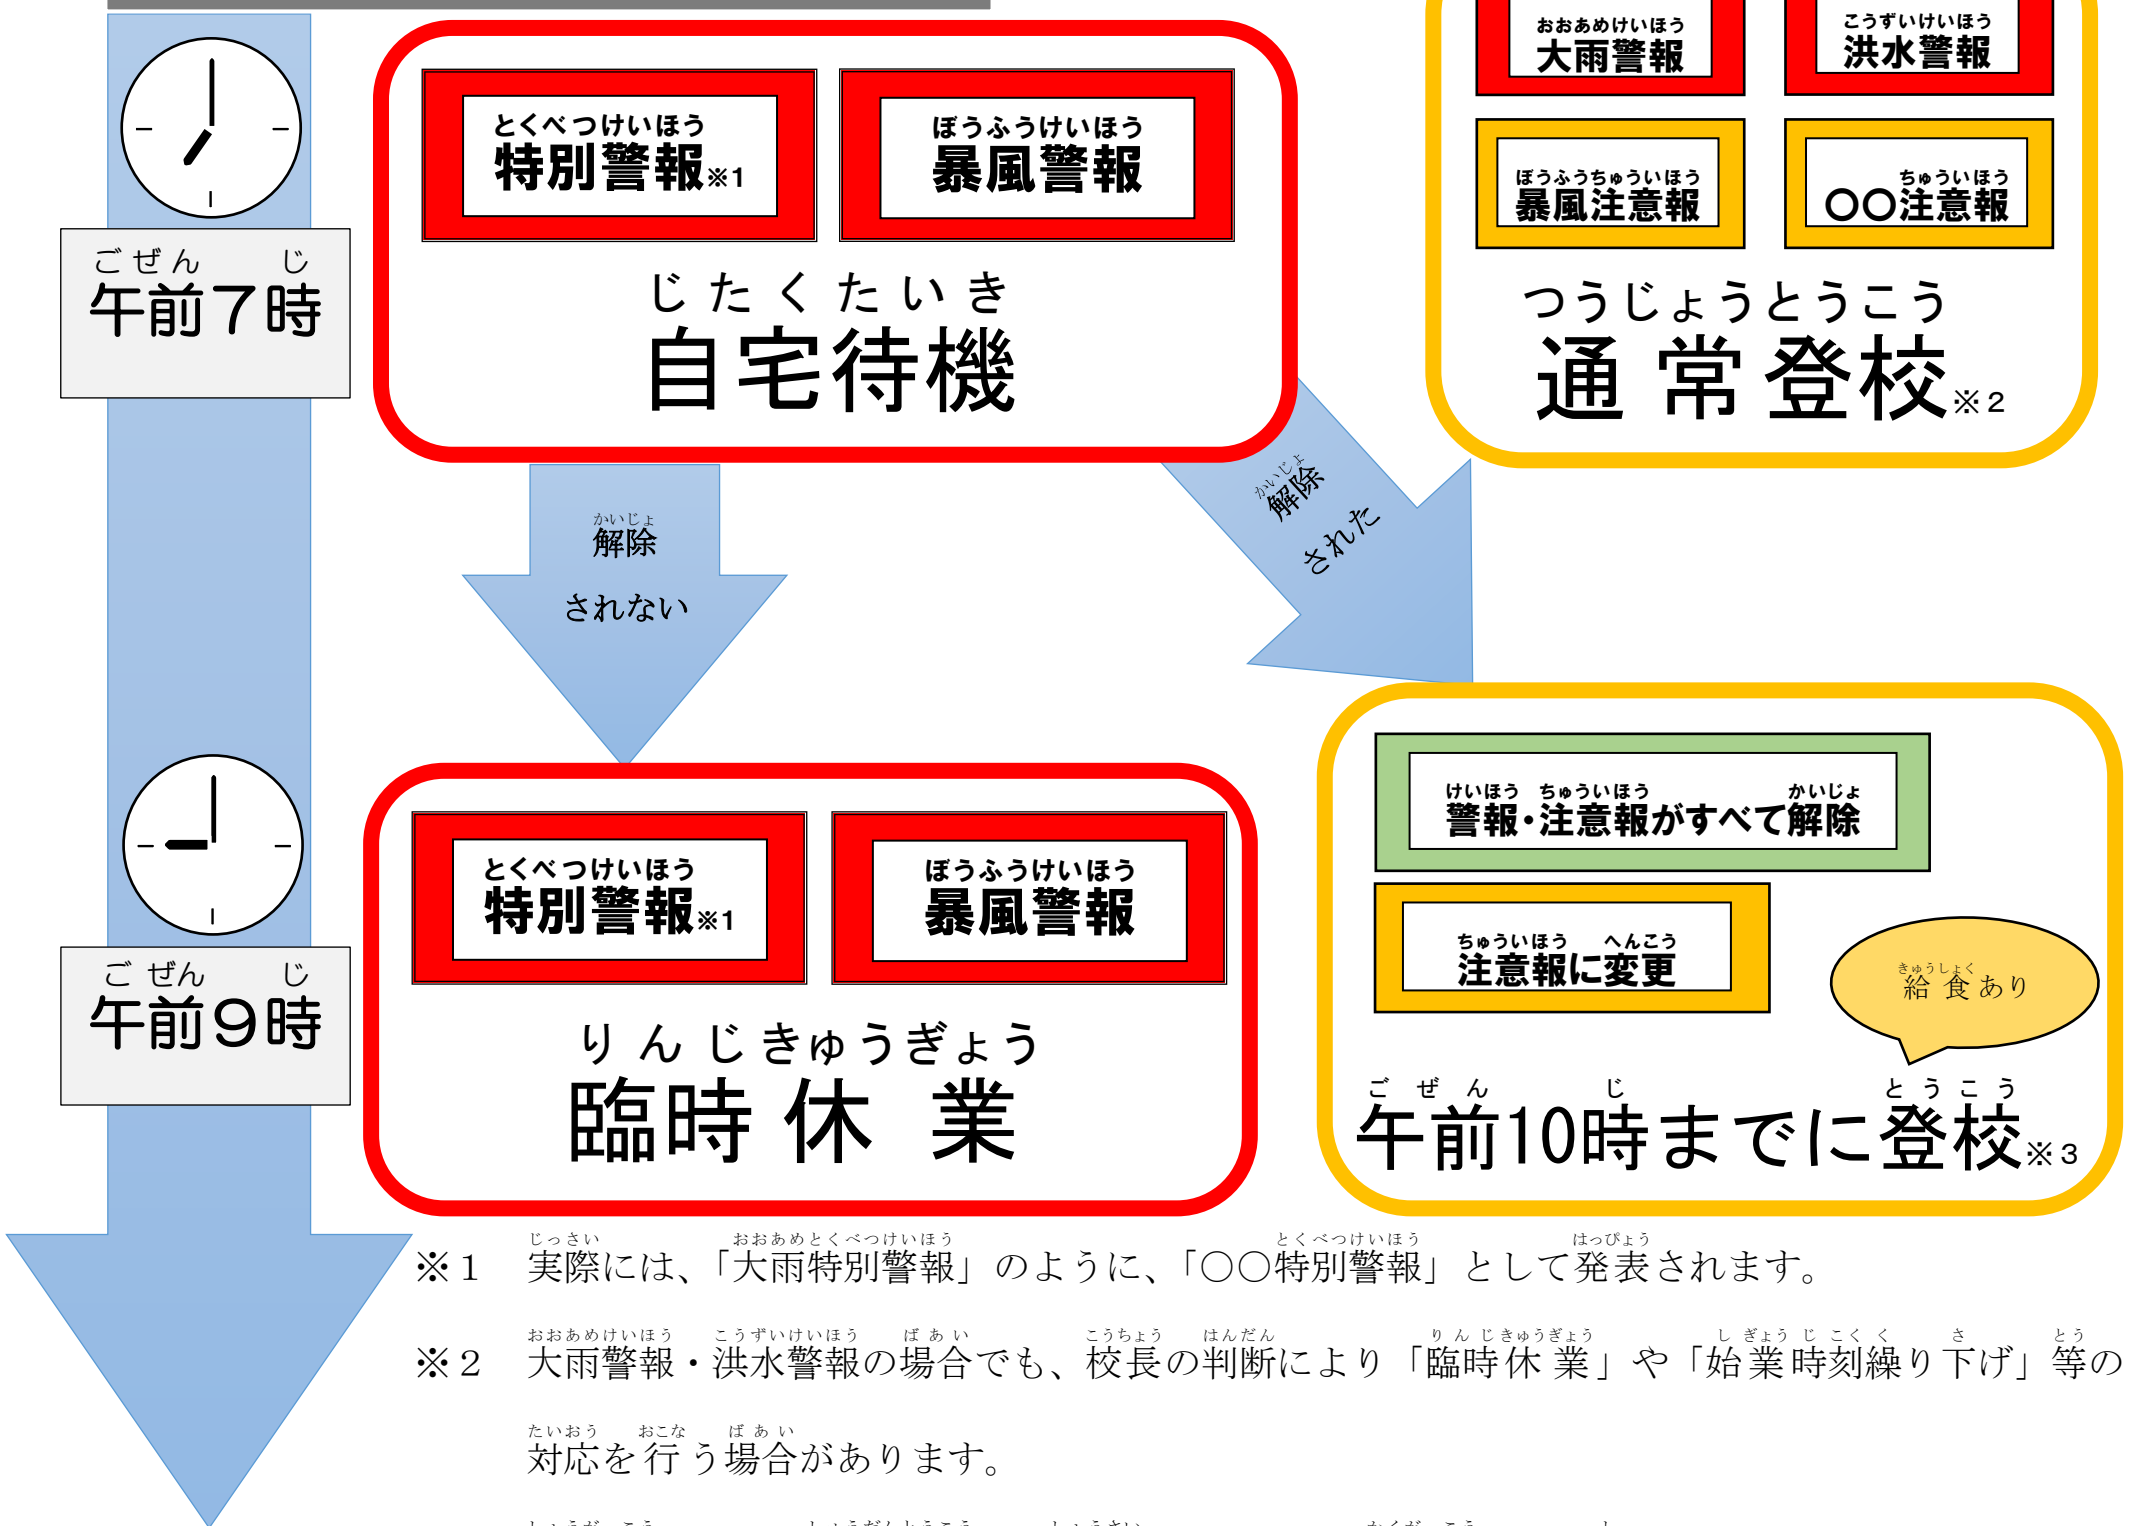 おおあめけいほう
大雨警報
こうずいけいほう
洪水警報
とくべつけいほう
特別警報※1
ぼうふうけいほう
暴風警報
ぼうふうちゅういほう
暴風注意報
ちゅういほう
〇〇注意報
ごぜん じ
午前7時
じたくたいき
自宅待機
つうじょうとうこう
通常登校※2
かいじょ
解除
されない
かいじょ
解除
された
とくべつけいほう
特別警報※1
ぼうふうけいほう
暴風警報
けいほう ちゅういほう かいじょ
警報・注意報がすべて解除
ちゅういほう へんこう
注意報に変更
きゅうしょく
給食あり
ごぜん じ
午前9時
りんじきゅうぎょう
臨時休業
ごぜん じ とうこう
午前10時までに登校※3
じっさい おおあめとくべつけいほう とくべつけいほう はっぴょう
※1 実際には、「大雨特別警報」のように、「〇〇特別警報」として発表されます。
おおあめけいほう こうずいけいほう ばあい こうちょう はんだん りんじきゅうぎょう しぎょうじこくく さ とう
※2 大雨警報・洪水警報の場合でも、校長の判断により「臨時休業」や「始業時刻繰り下げ」等の
たいおう おこな ばあい
対応を行う場合があります。